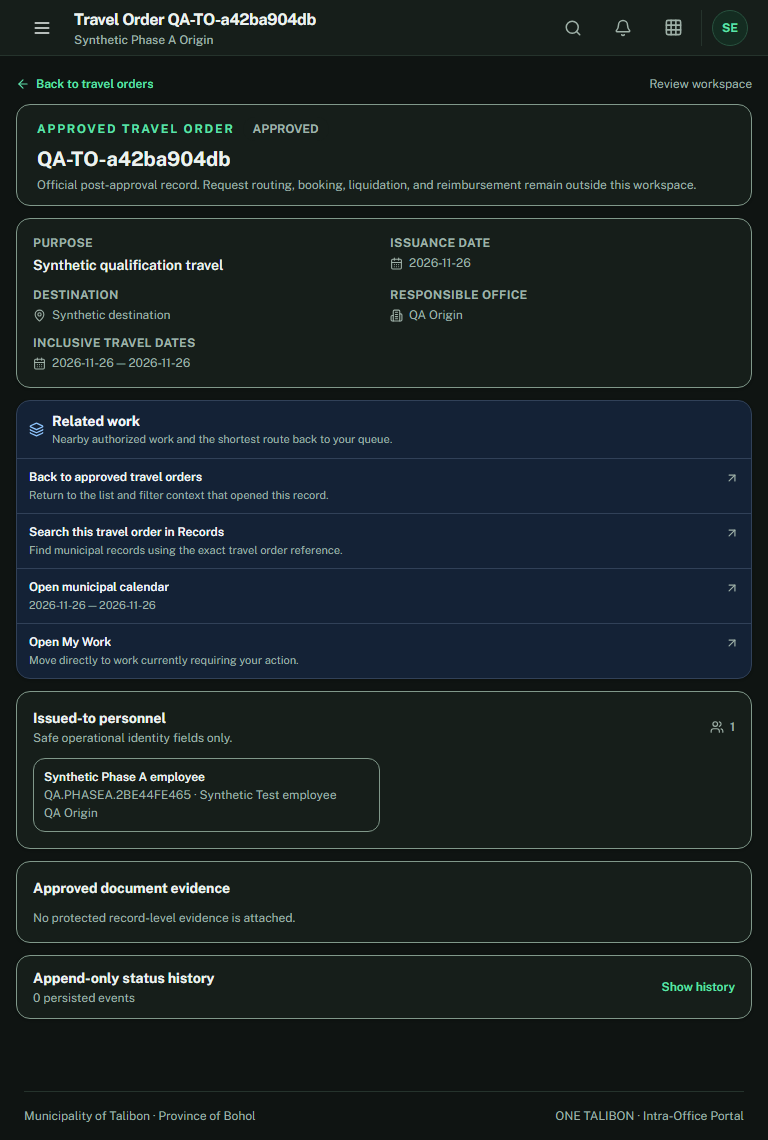 Travel Order QA-TO-a42ba904db
Synthetic Phase A Origin
SE
Back to travel orders
Review workspace
APPROVED TRAVEL ORDER APPROVED
QA-TO-a42ba904db
Official post-approval record. Request routing, booking, liquidation, and reimbursement remain outside this workspace.
PURPOSE
Synthetic qualification travel
ISSUANCE DATE
2026-11-26
DESTINATION
Synthetic destination
RESPONSIBLE OFFICE
QA Origin
INCLUSIVE TRAVEL DATES
2026-11-26 — 2026-11-26
Related work
Nearby authorized work and the shortest route back to your queue.
Back to approved travel orders
Return to the list and filter context that opened this record.
Search this travel order in Records
Find municipal records using the exact travel order reference.
Open municipal calendar
2026-11-26 — 2026-11-26
Open My Work
Move directly to work currently requiring your action.
Issued-to personnel
Safe operational identity fields only.
1
Synthetic Phase A employee
QA.PHASEA.2BE44FE465 · Synthetic Test employee
QA Origin
Approved document evidence
No protected record-level evidence is attached.
Append-only status history
0 persisted events
Show history
Municipality of Talibon · Province of Bohol
ONE TALIBON · Intra-Office Portal